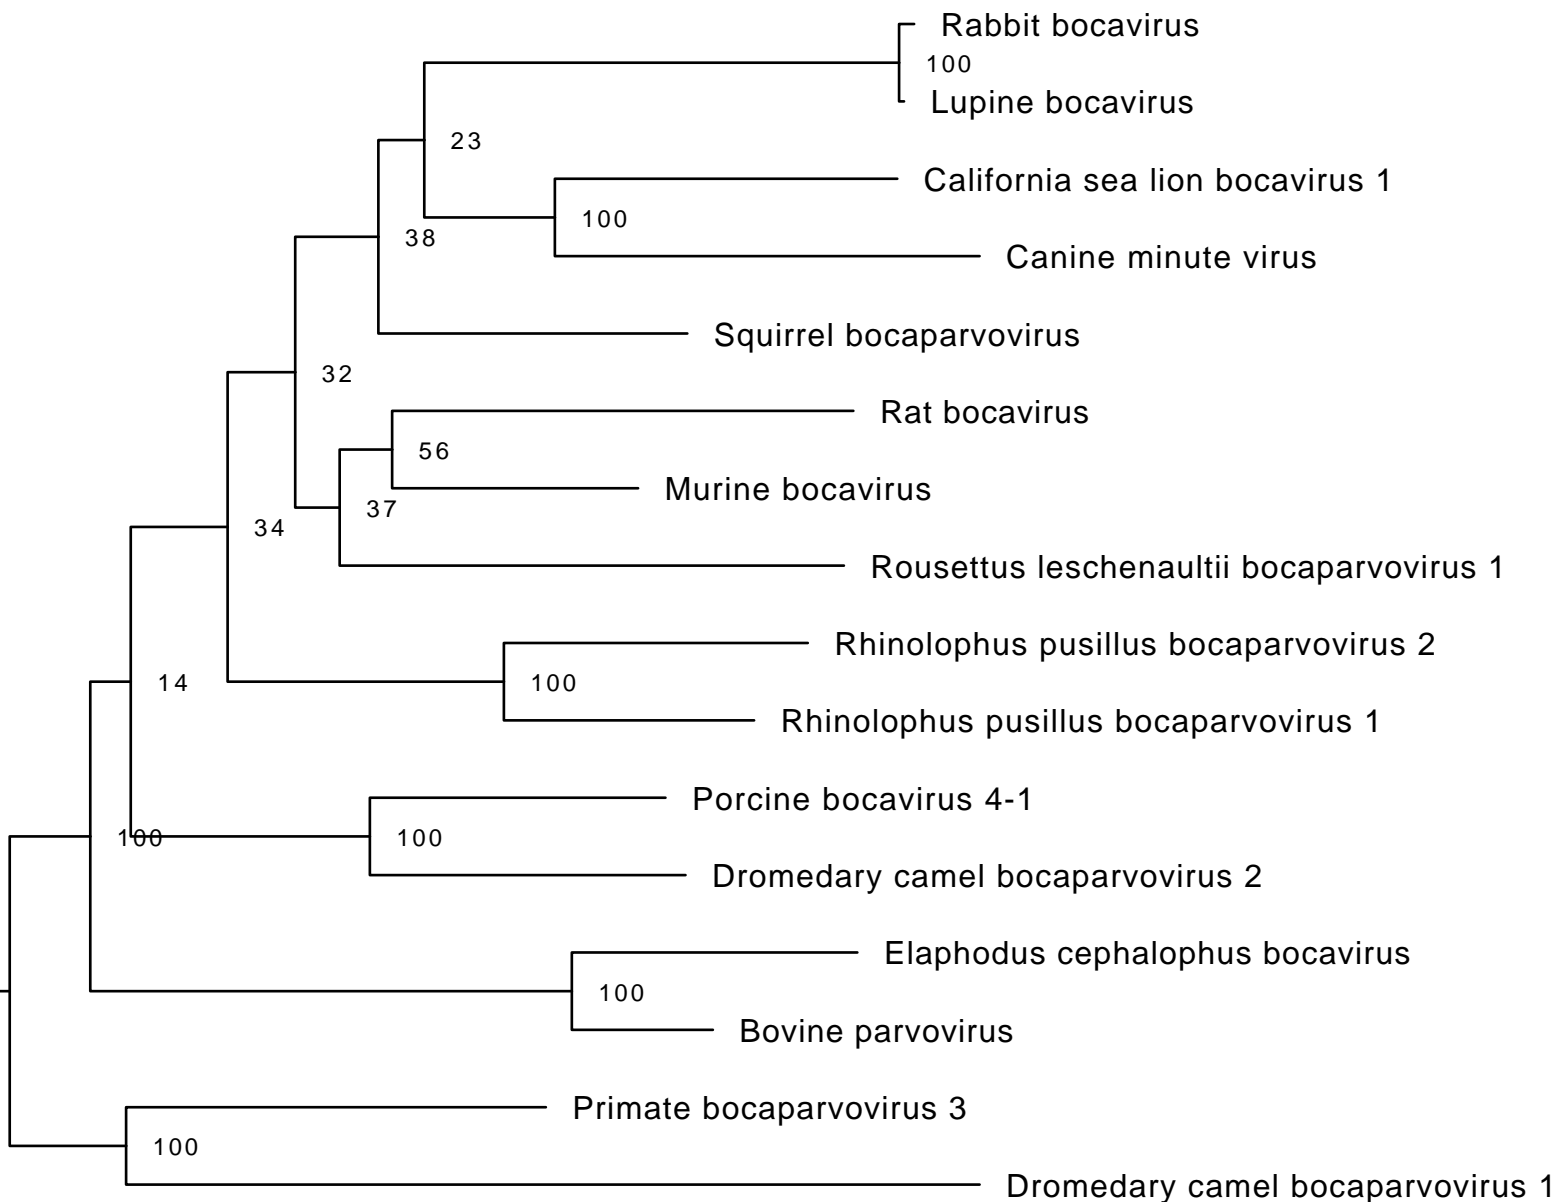 Rabbit bocavirus
100
Lupine bocavirus
23
California sea lion bocavirus 1
100
38
Canine minute virus
Squirrel bocaparvovirus
32
Rat bocavirus
56
Murine bocavirus
37
34
Rousettus leschenaultii bocaparvovirus 1
Rhinolophus pusillus bocaparvovirus 2
14
100
Rhinolophus pusillus bocaparvovirus 1
Porcine bocavirus 4-1
100
100
Dromedary camel bocaparvovirus 2
Elaphodus cephalophus bocavirus
100
Bovine parvovirus
Primate bocaparvovirus 3
100
Dromedary camel bocaparvovirus 1